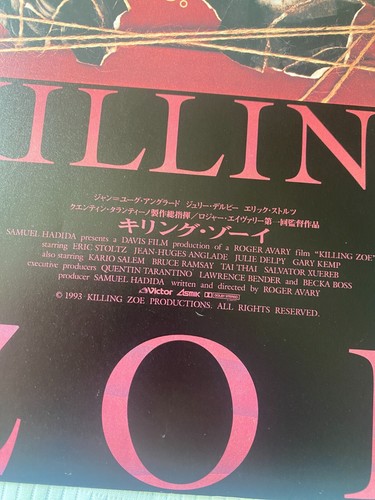 KILLIN
ジャン=ユーグ・アングラード ジュリー・デルピー エリック・ストルツ
クエンティン・タランティーノ製作総指揮/ロジャー・エイヴァリー第一回監督作品
キリング・ゾーイ
SAMUEL HADIDA presents a DAVIS FILM production of a ROGER AVARY film "KILLING ZOE"
starring ERIC STOLTZ JEAN-HUGES ANGLADE JULIE DELPY GARY KEMP
also starring KARIO SALEM BRUCE RAMSAY TAI THAI SALVATOR XUEREB
executive producers QUENTIN TARANTINO LAWRENCE BENDER and BECKA BOSS
producer SAMUEL HADIDA written and directed by ROGER AVARY
Victor ASMIK DOLBY STEREO
© 1993 KILLING ZOE PRODUCTIONS. ALL RIGHTS RESERVED.
ZO